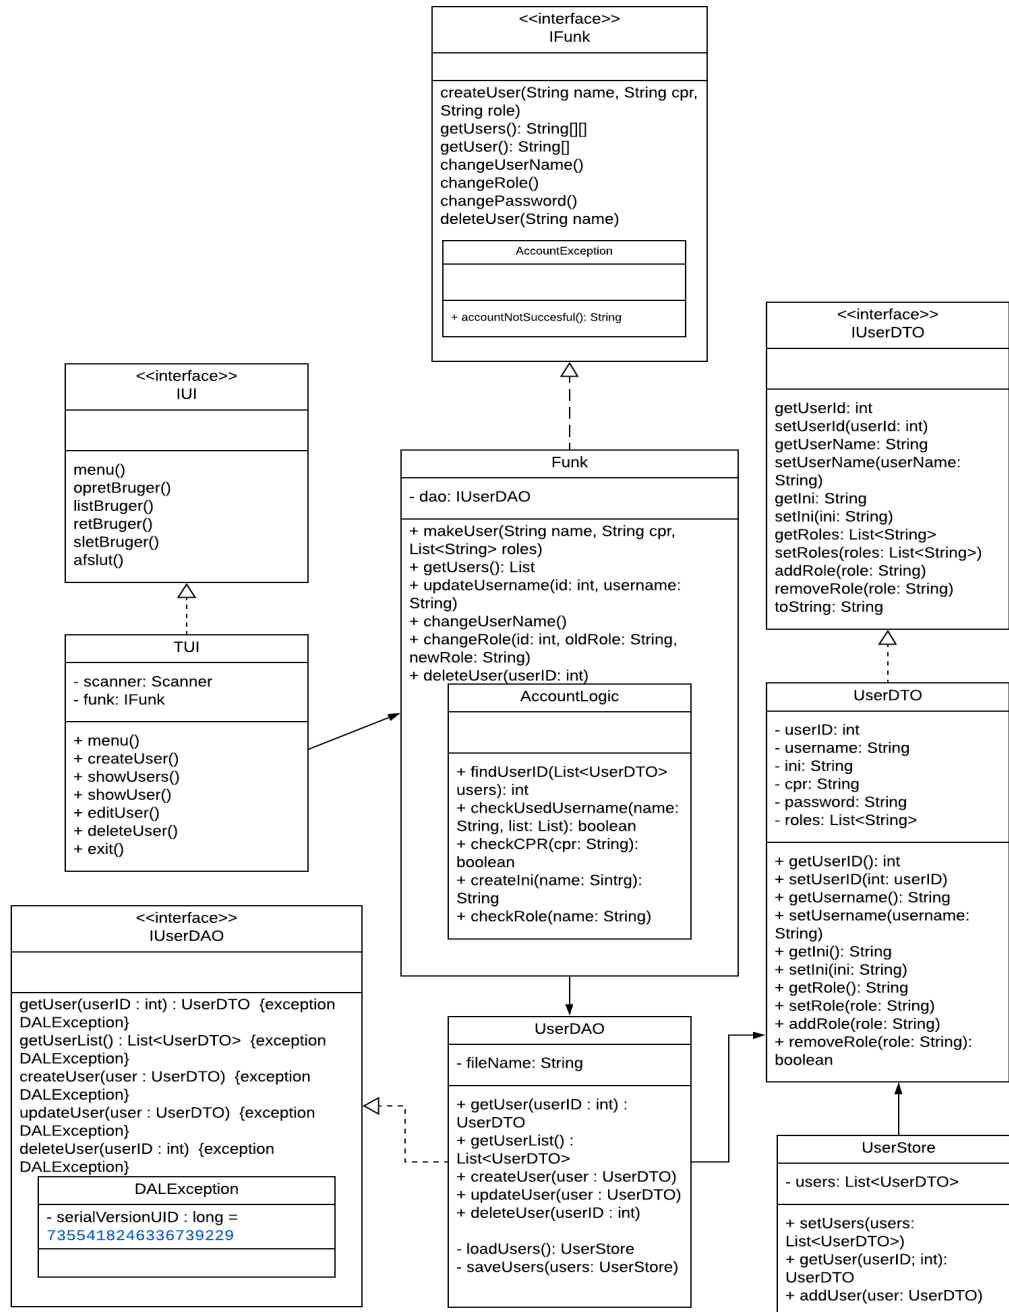 <<interface>>
IFunk
createUser(String name, String cpr,
String role)
getUsers(): String[][]
getUser(): String[]
changeUserName()
changeRole()
changePassword()
deleteUser(String name)
AccountException
+ accountNotSuccesful(): String
<<interface>>
IUserDTO
getUserId: int
setUserId(userId: int)
getUserName: String
setUserName(userName:
String)
getIni: String
setIni(ini: String)
getRoles: List<String>
setRoles(roles: List<String>)
addRole(role: String)
removeRole(role: String)
toString: String
<<interface>>
IUI
menu()
opretBruger()
listBruger()
retBruger()
sletBruger()
afslut()
Funk
- dao: IUserDAO
+ makeUser(String name, String cpr,
List<String> roles)
+ getUsers(): List
+ updateUsername(id: int, username:
String)
+ changeUserName()
+ changeRole(id: int, oldRole: String,
newRole: String)
+ deleteUser(userID: int)
AccountLogic
+ findUserID(List<UserDTO>
users): int
+ checkUsedUsername(name:
String, list: List): boolean
+ checkCPR(cpr: String):
boolean
+ createIni(name: Sintrg):
String
+ checkRole(name: String)
TUI
- scanner: Scanner
- funk: IFunk
+ menu()
+ createUser()
+ showUsers()
+ showUser()
+ editUser()
+ deleteUser()
+ exit()
UserDTO
- userID: int
- username: String
- ini: String
- cpr: String
- password: String
- roles: List<String>
+ getUserID(): int
+ setUserID(int: userID)
+ getUsername(): String
+ setUsername(username:
String)
+ getIni(): String
+ setIni(ini: String)
+ getRole(): String
+ setRole(role: String)
+ addRole(role: String)
+ removeRole(role: String):
boolean
<<interface>>
IUserDAO
getUser(userID : int) : UserDTO  {exception
DALException}
getUserList() : List<UserDTO>  {exception
DALException}
createUser(user : UserDTO)  {exception
DALException}
updateUser(user : UserDTO)  {exception
DALException}
deleteUser(userID : int)  {exception
DALException}
DALException
- serialVersionUID : long =
7355418246336739229
UserDAO
- fileName: String
+ getUser(userID : int) :
UserDTO
+ getUserList() :
List<UserDTO>
+ createUser(user : UserDTO)
+ updateUser(user : UserDTO)
+ deleteUser(userID : int)
- loadUsers(): UserStore
- saveUsers(users: UserStore)
UserStore
- users: List<UserDTO>
+ setUsers(users:
List<UserDTO>)
+ getUser(userID; int):
UserDTO
+ addUser(user: UserDTO)